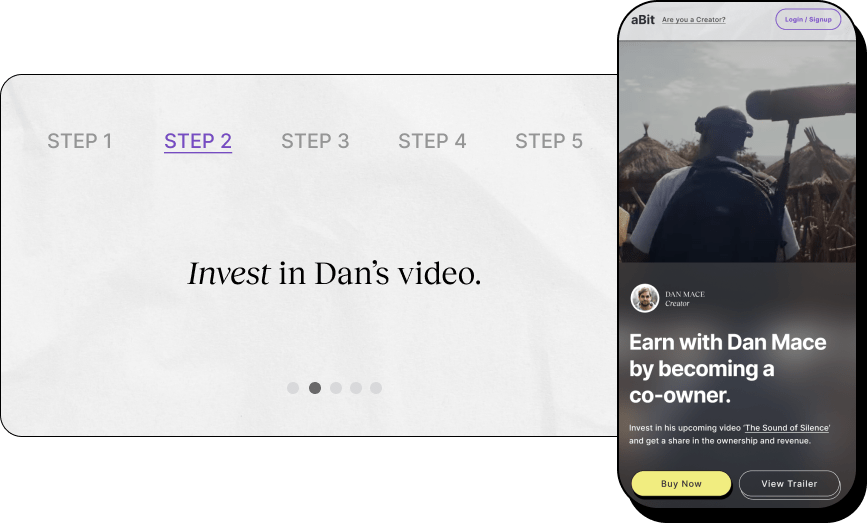 STEP 1 STEP 2 STEP 3 STEP 4 STEP 5
Invest in Dan’s video.
aBit Are you a Creator? Login / Signup
DAN MACE
Creator
Earn with Dan Mace
by becoming a
co-owner.
Invest in his upcoming video ‘The Sound of Silence’
and get a share in the ownership and revenue.
Buy Now View Trailer